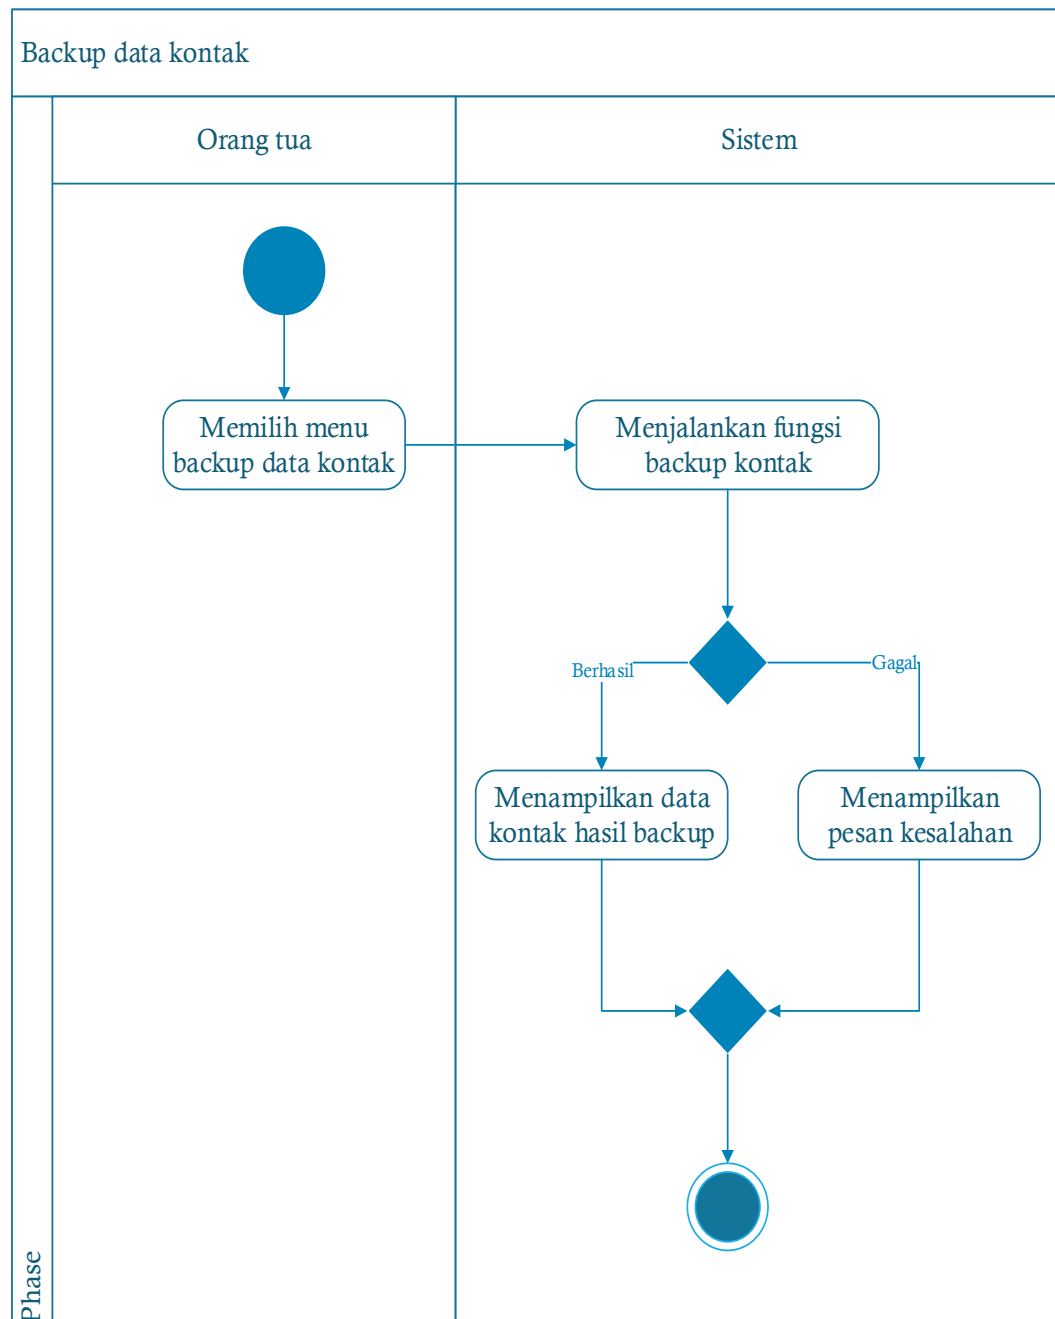 Backup data kontak
Orang tua
Sistem
Memilih menu
backup data kontak
Menjalankan fungsi
backup kontak
Berhasil
Gagal
Menampilkan data
kontak hasil backup
Menampilkan
pesan kesalahan
Phase